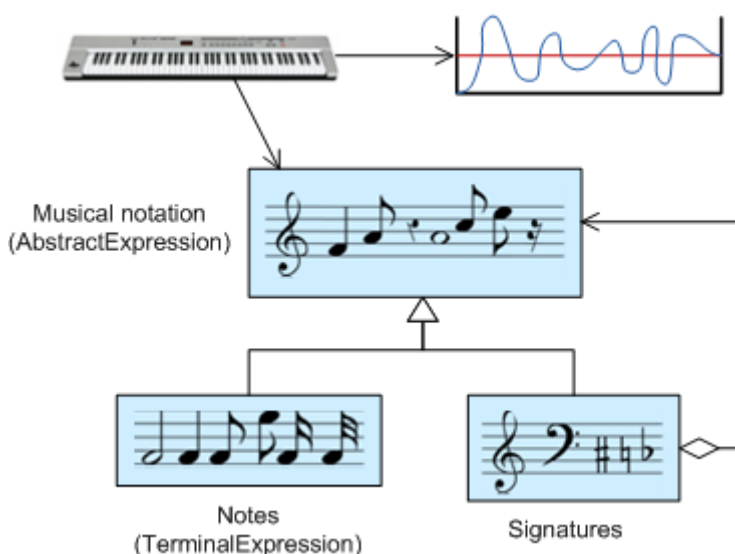 Musical notation
(AbstractExpression)
Notes
(TerminalExpression)
Signatures